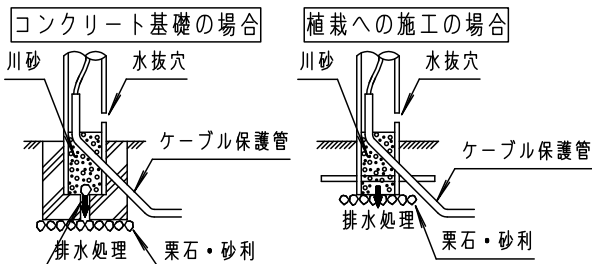 コンクリート基礎の場合
川砂
水抜穴
ケーブル保護管
排水処理
栗石・砂利
植栽への施工の場合
川砂
水抜穴
ケーブル保護管
排水処理
栗石・砂利